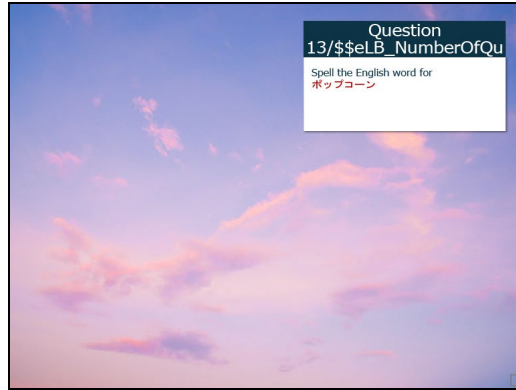 Question
13/$$eLB_NumberOfQu
Spell the English word for
ポップコーン